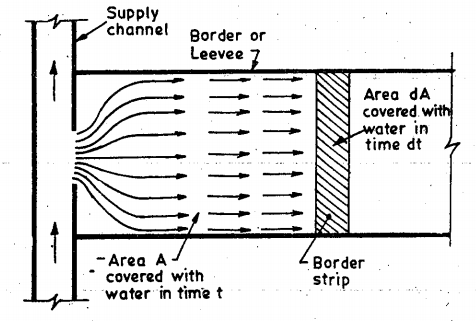 Supply
channel
Border or
Leevee
Area dA
covered with
water in
time dt
Area A
covered with
water in time t
Border
strip